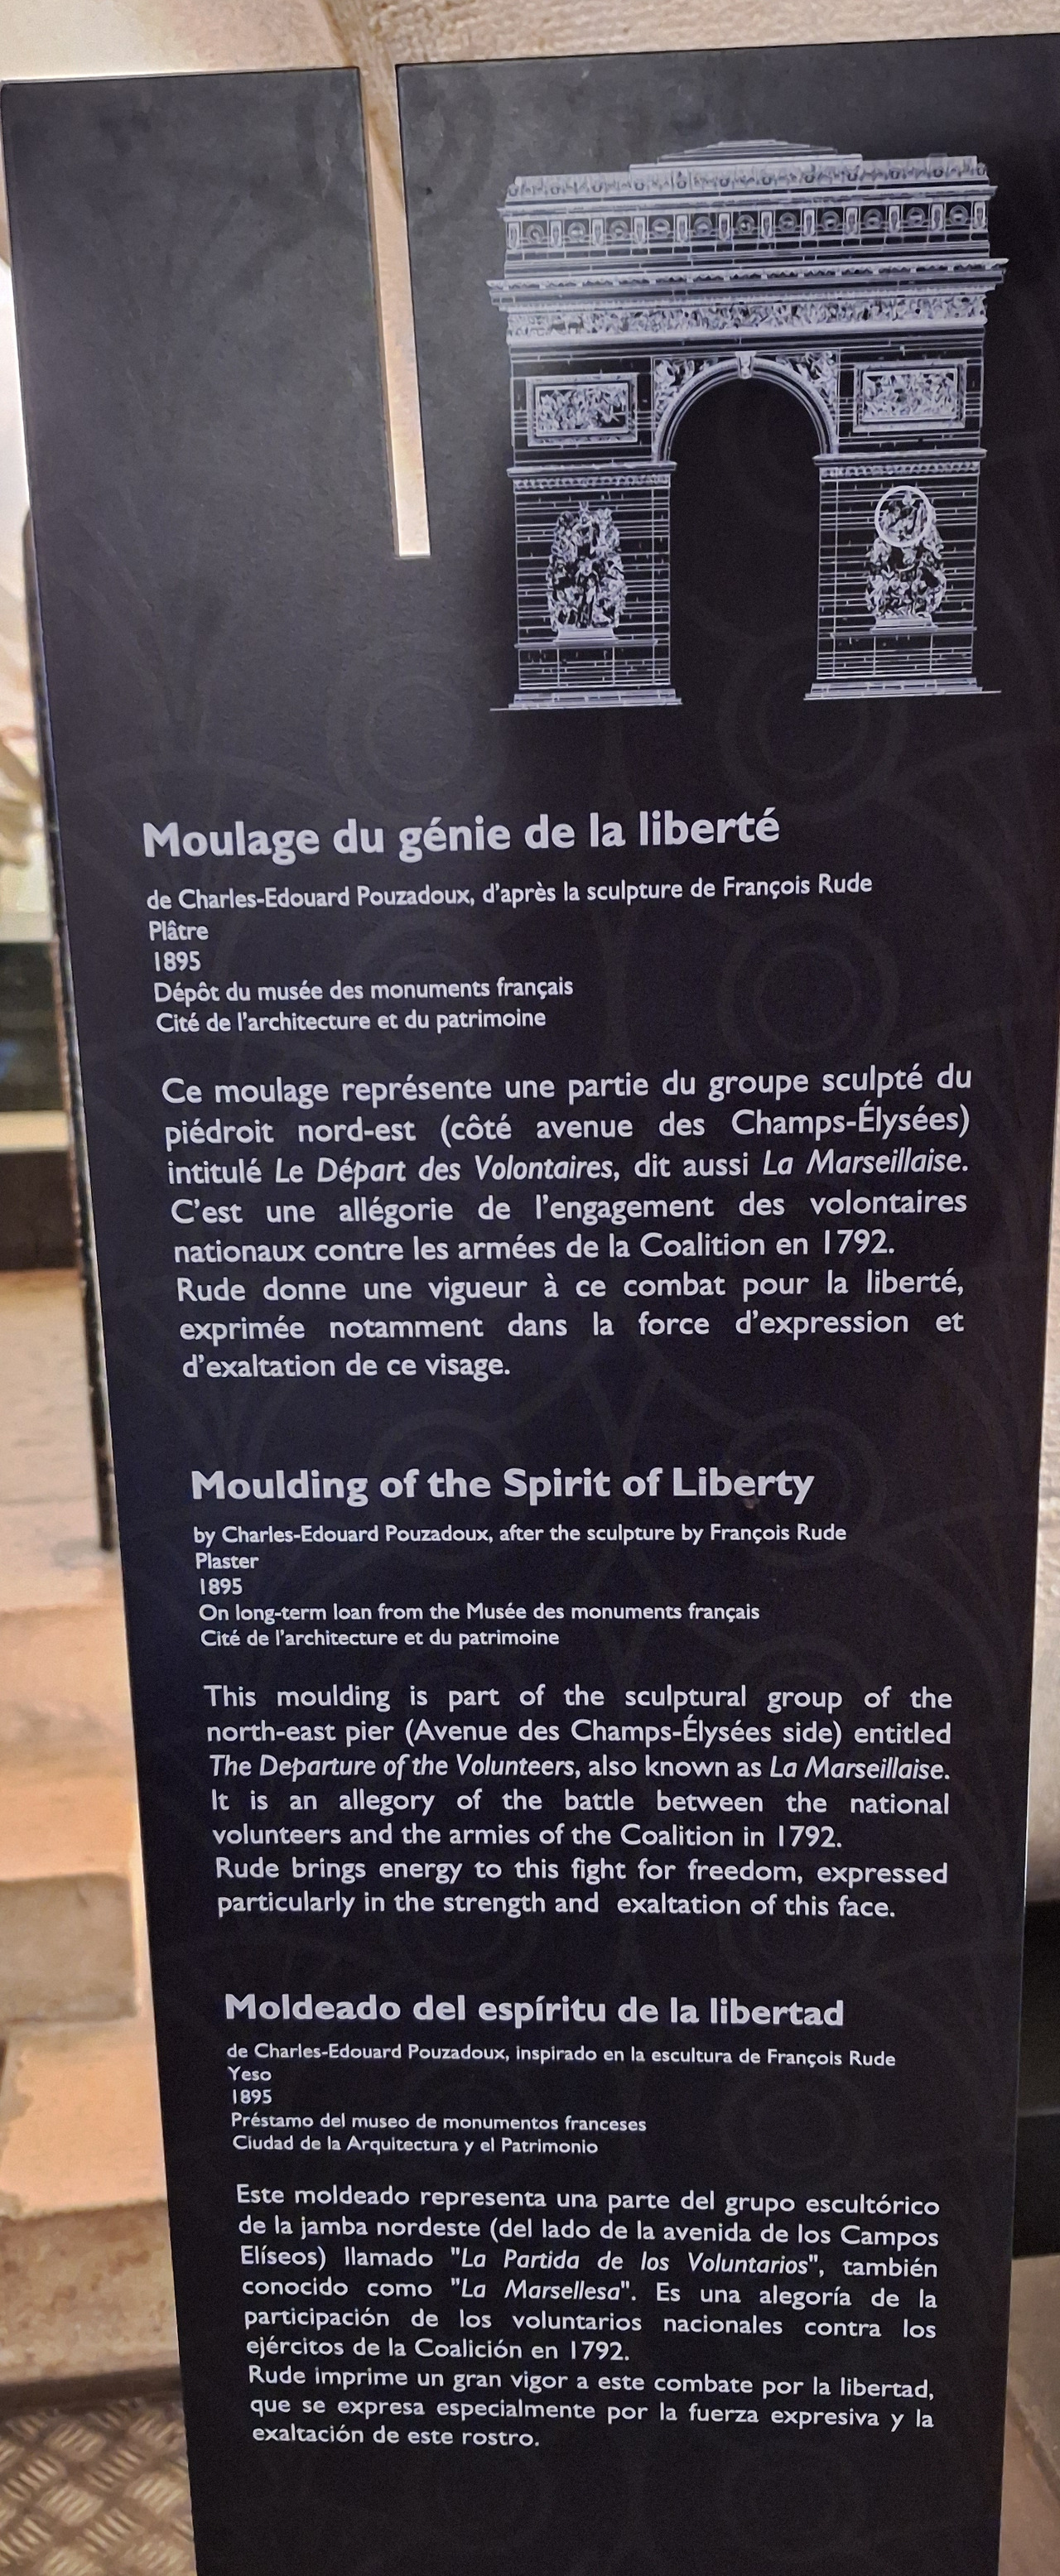 Moulage du génie de la liberté
de Charles-Edouard Pouzadoux, d'après la sculpture de François Rude
Plâtre
1895
Dépôt du musée des monuments français
Cité de l'architecture et du patrimoine
Ce moulage représente une partie du groupe sculpté du
piédroit nord-est (côté avenue des Champs-Élysées)
intitulé Le Départ des Volontaires, dit aussi La Marseillaise.
C'est une allégorie de l'engagement des volontaires
nationaux contre les armées de la Coalition en 1792.
Rude donne une vigueur à ce combat pour la liberté,
exprimée notamment dans la force d'expression et
d'exaltation de ce visage.
Moulding of the Spirit of Liberty
by Charles-Edouard Pouzadoux, after the sculpture by François Rude
Plaster
1895
On long-term loan from the Musée des monuments français
Cité de l'architecture et du patrimoine
This moulding is part of the sculptural group of the
north-east pier (Avenue des Champs-Élysées side) entitled
The Departure of the Volunteers, also known as La Marseillaise.
It is an allegory of the battle between the national
volunteers and the armies of the Coalition in 1792.
Rude brings energy to this fight for freedom, expressed
particularly in the strength and exaltation of this face.
Moldeado del espíritu de la libertad
de Charles-Edouard Pouzadoux, inspirado en la escultura de François Rude
Yeso
1895
Préstamo del museo de monumentos franceses
Ciudad de la Arquitectura y el Patrimonio
Este moldeado representa una parte del grupo escultórico
de la jamba nordeste (del lado de la avenida de los Campos
Elíseos) llamado "La Partida de los Voluntarios", también
conocido como "La Marsellesa". Es una alegoría de la
participación de los voluntarios nacionales contra los
ejércitos de la Coalición en 1792.
Rude imprime un gran vigor a este combate por la libertad,
que se expresa especialmente por la fuerza expresiva y la
exaltación de este rostro.